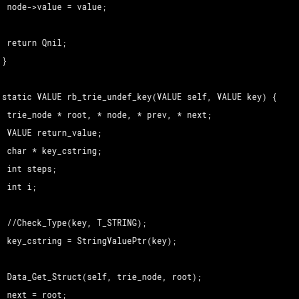 node->value = value;
return Qnil;
}
static VALUE rb_trie_undef_key(VALUE self, VALUE key) {
trie_node * root, * node, * prev, * next;
VALUE return_value;
char * key_cstring;
int steps;
int i;
//Check_Type(key, T_STRING);
key_cstring = StringValuePtr(key);
Data_Get_Struct(self, trie_node, root);
next = root;